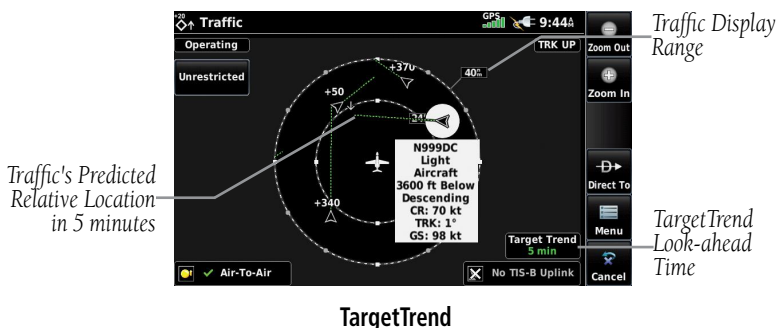 +20
Traffic
GPS
9:44
Operating
TRK UP
Unrestricted
Zoom Out
Zoom In
Direct To
Menu
Cancel
+370
40
+50
+340
N999DC
Light
Aircraft
3600 ft Below
Descending
CR: 70 kt
TRK: 1°
GS: 98 kt
Target Trend
5 min
Air-To-Air
No TIS-B Uplink
Traffic Display
Range
Traffic's Predicted
Relative Location
in 5 minutes
TargetTrend
Look-ahead
Time
TargetTrend